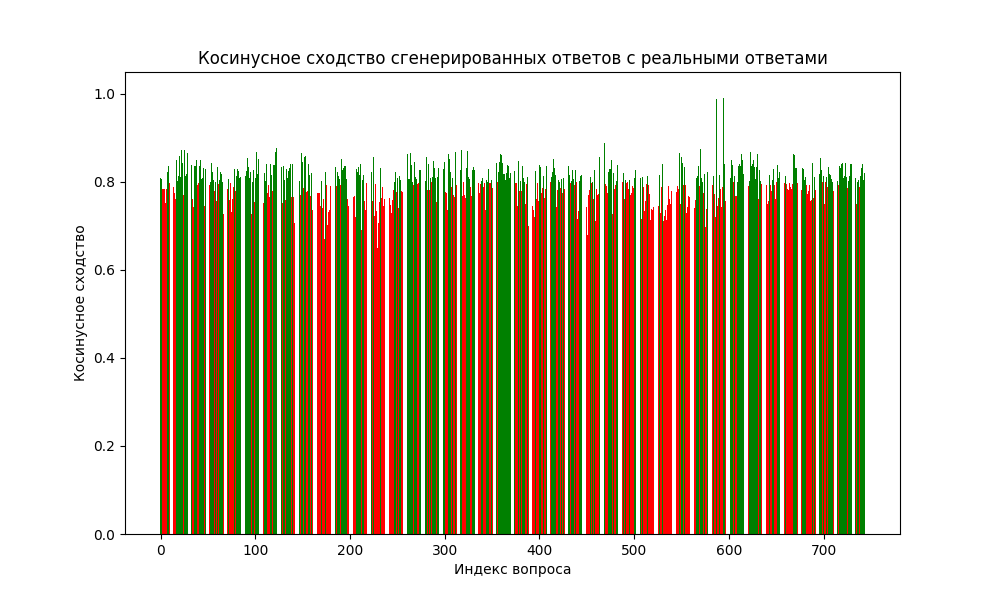 Косинусное сходство сгенерированных ответов с реальными ответами
1.0
0.8
0.6
0.4
0.2
0.0
Косинусное сходство
0 100 200 300 400 500 600 700
Индекс вопроса